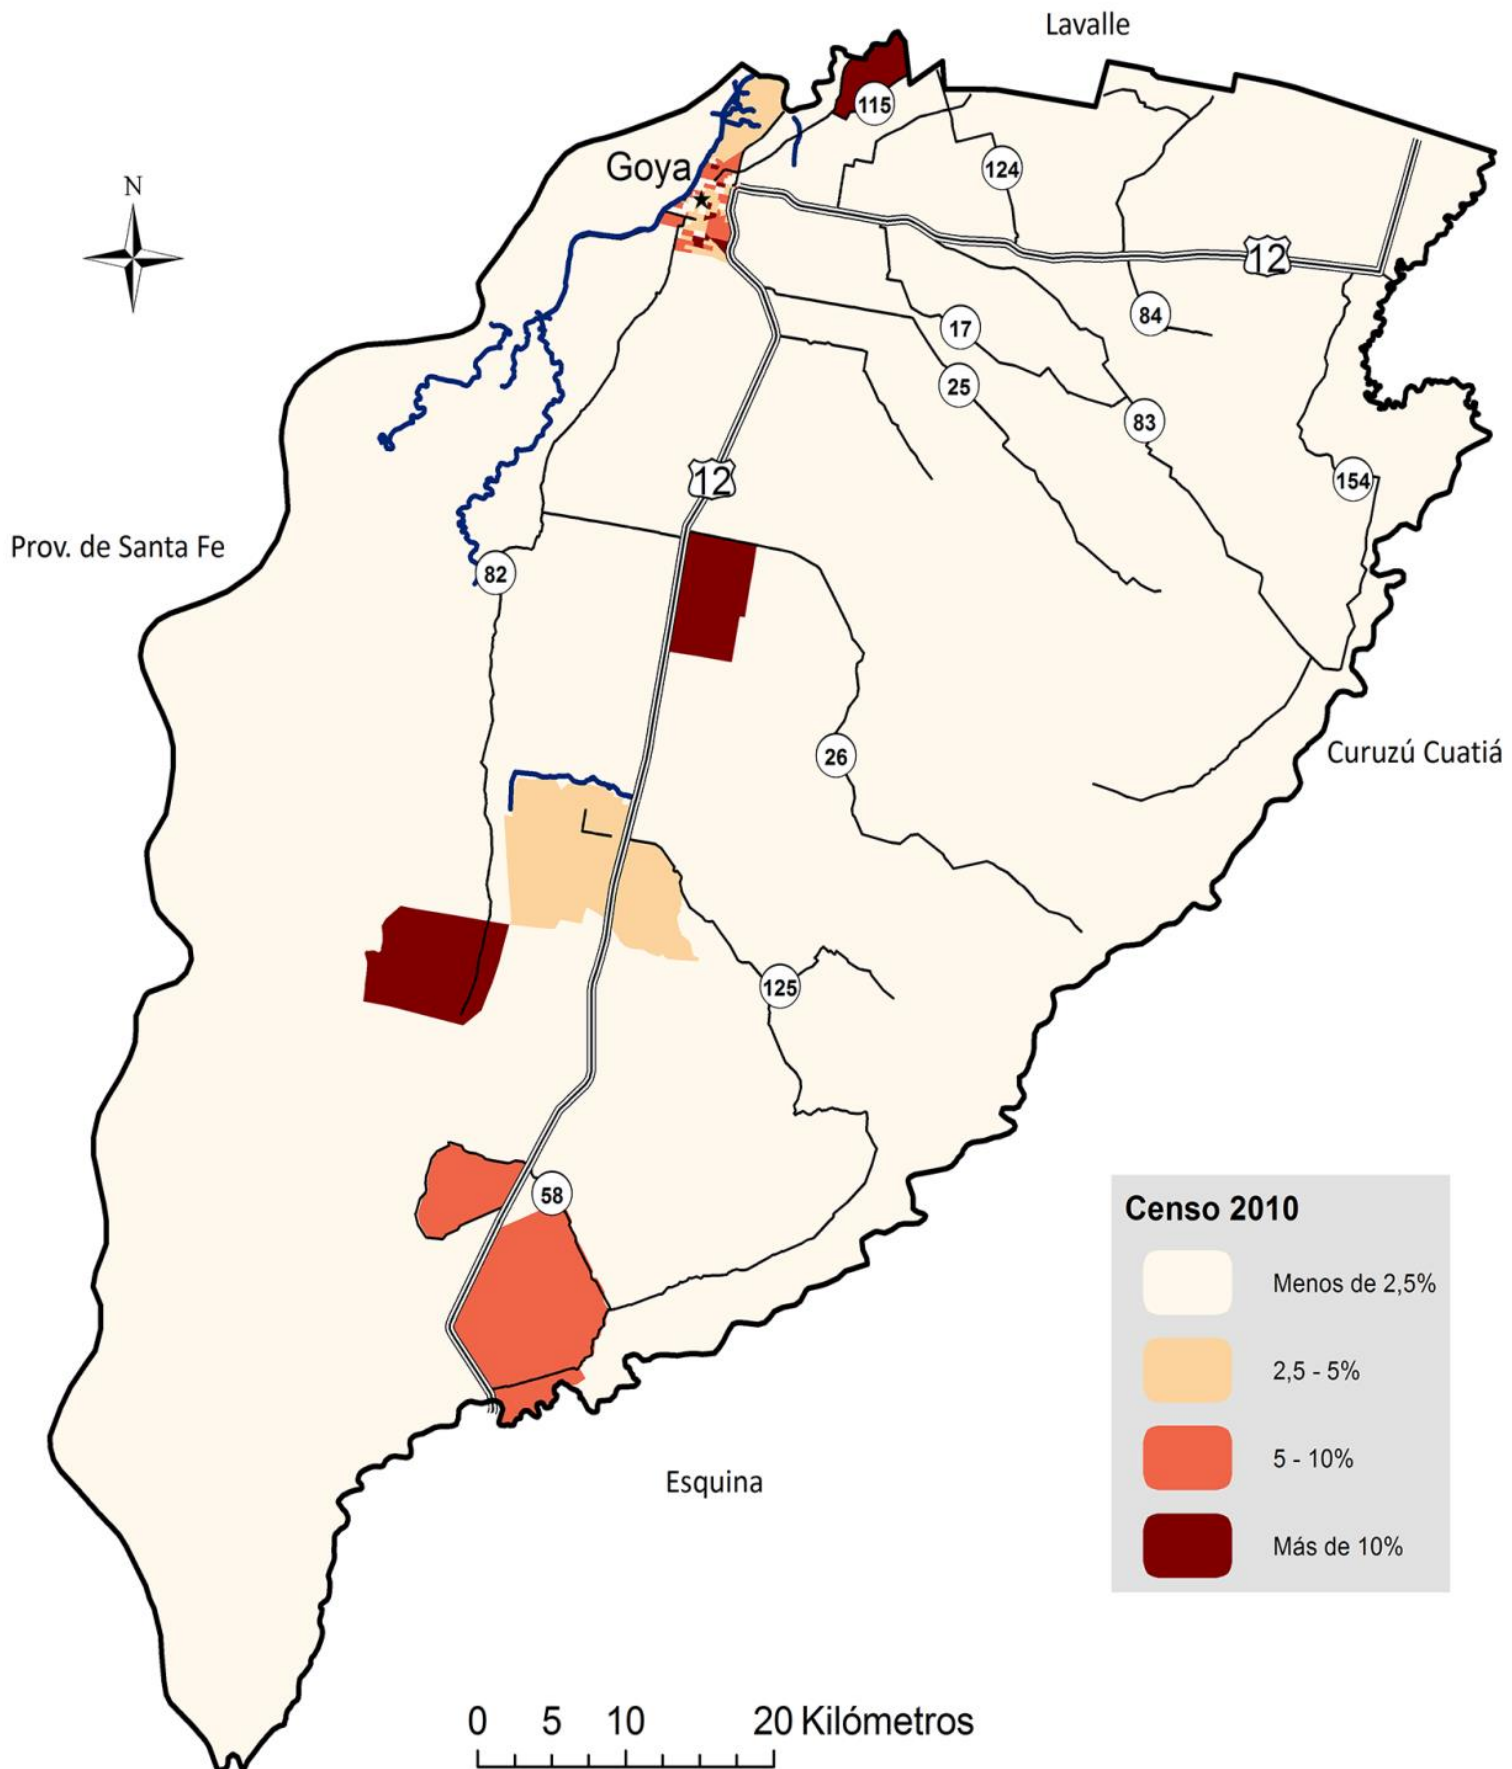 Lavalle
115
N
Goya
124
12
84
17
25
83
154
12
Prov. de Santa Fe
82
26
Curuzú Cuatiá
125
58
Censo 2010
Menos de 2,5%
2,5 - 5%
5 - 10%
Más de 10%
Esquina
0 5 10 20 Kilómetros